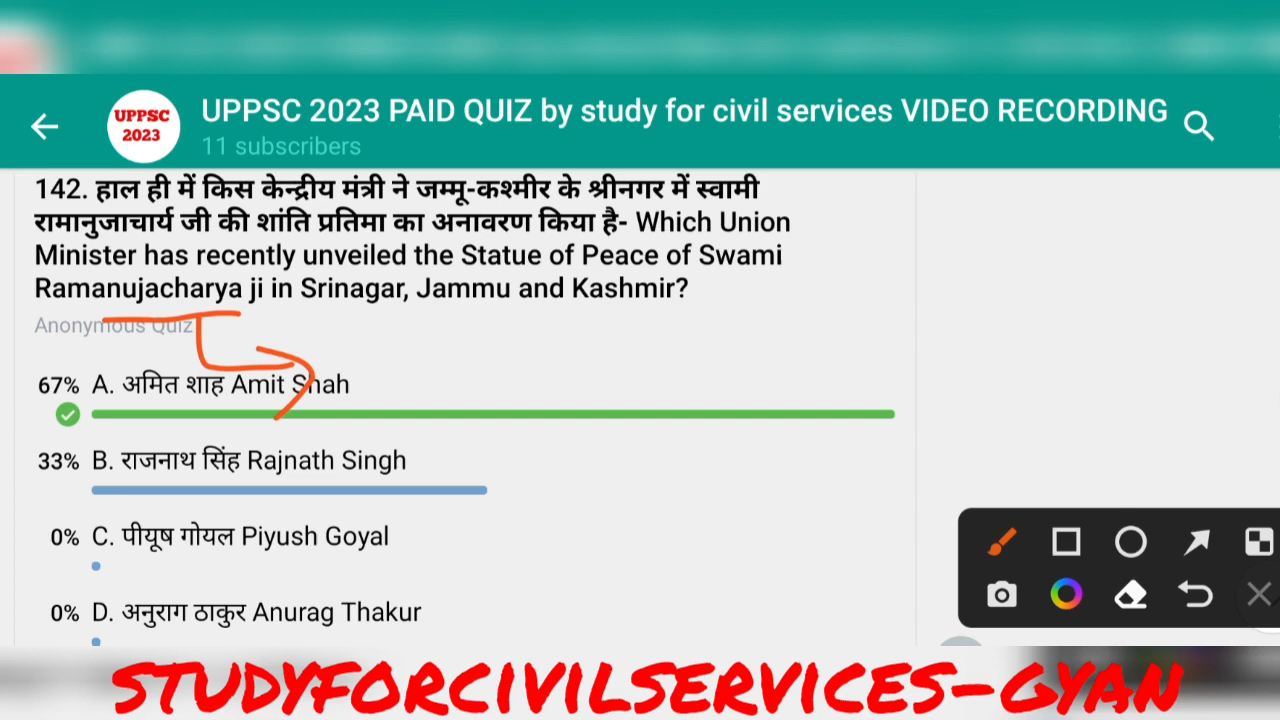 UPPSC
2023
UPPSC 2023 PAID QUIZ by study for civil services VIDEO RECORDING
11 subscribers
142. हाल ही में किस केन्द्रीय मंत्री ने जम्मू-कश्मीर के श्रीनगर में स्वामी
रामानुजाचार्य जी की शांति प्रतिमा का अनावरण किया है- Which Union
Minister has recently unveiled the Statue of Peace of Swami
Ramanujacharya ji in Srinagar, Jammu and Kashmir?
Anonymous Quiz
67% A. अमित शाह Amit Shah
33% B. राजनाथ सिंह Rajnath Singh
0% C. पीयूष गोयल Piyush Goyal
0% D. अनुराग ठाकुर Anurag Thakur
STUDYFORCIVILSERVICES-GYAN